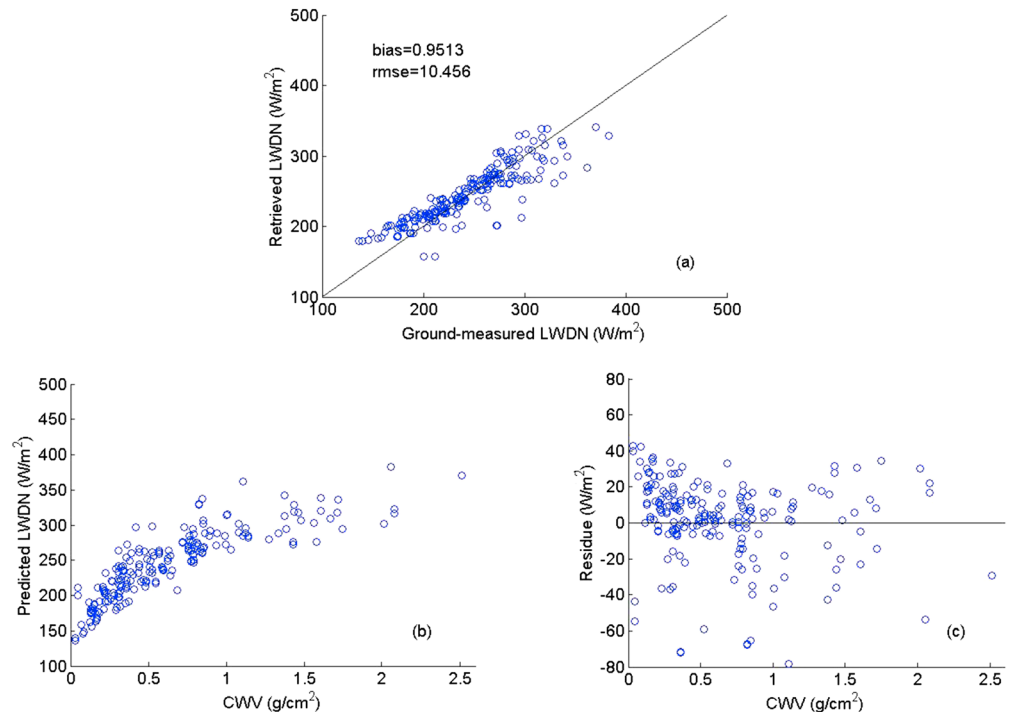 500
400
300
200
100
Retrieved LWDN (W/m²)
bias=0.9513
rmse=10.456
(a)
100 200 300 400 500
Ground-measured LWDN (W/m²)
500
450
400
350
300
250
200
150
100
Predicted LWDN (W/m²)
(b)
0 0.5 1 1.5 2 2.5
CWV (g/cm²)
80
60
40
20
0
-20
-40
-60
-80
Residue (W/m²)
(c)
0 0.5 1 1.5 2 2.5
CWV (g/cm²)